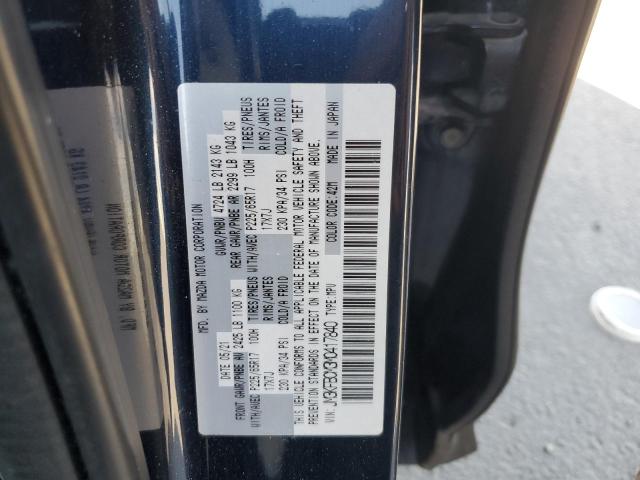 MFD. BY MAZDA MOTOR CORPORATION
DATE 05/21 GVWR/PNBV 4724 LB 2143 KG
FRONT GAWR/PNBE AV 2425 LB 1100 KG REAR GAWR/PNBE AR 2299 LB 1043 KG
WITH/AVEC P225/65R17 100H TIRES/PNEUS WITH/AVEC P225/65R17 100H TIRES/PNEUS
17X7J RIMS/JANTES 17X7J RIMS/JANTES
230 KPA/34 PSI COLD/A FROID 230 KPA/34 PSI COLD/A FROID
THIS VEHICLE CONFORMS TO ALL APPLICABLE FEDERAL MOTOR VEHICLE SAFETY AND THEFT
PREVENTION STANDARDS IN EFFECT ON THE DATE OF MANUFACTURE SHOWN ABOVE.
COLOR CODE:42M MADE IN JAPAN
VIN: JM3KFBCM3M0417840 TYPE: MPV